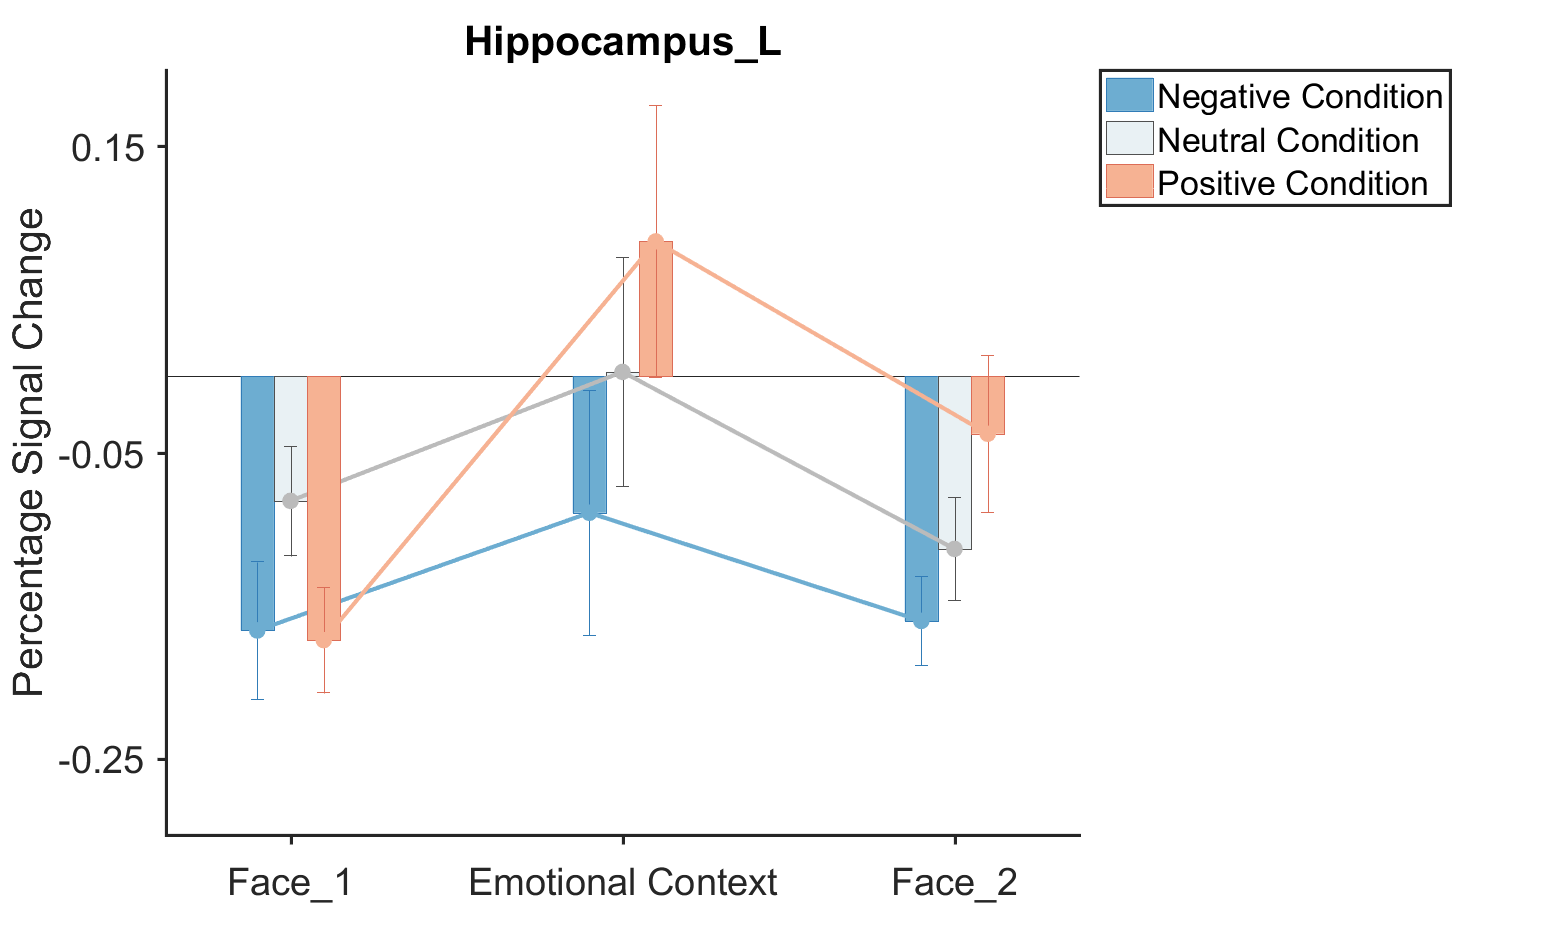 Hippocampus_L
Negative Condition
Neutral Condition
Positive Condition
Percentage Signal Change
0.15
-0.05
-0.25
Face_1
Emotional Context
Face_2